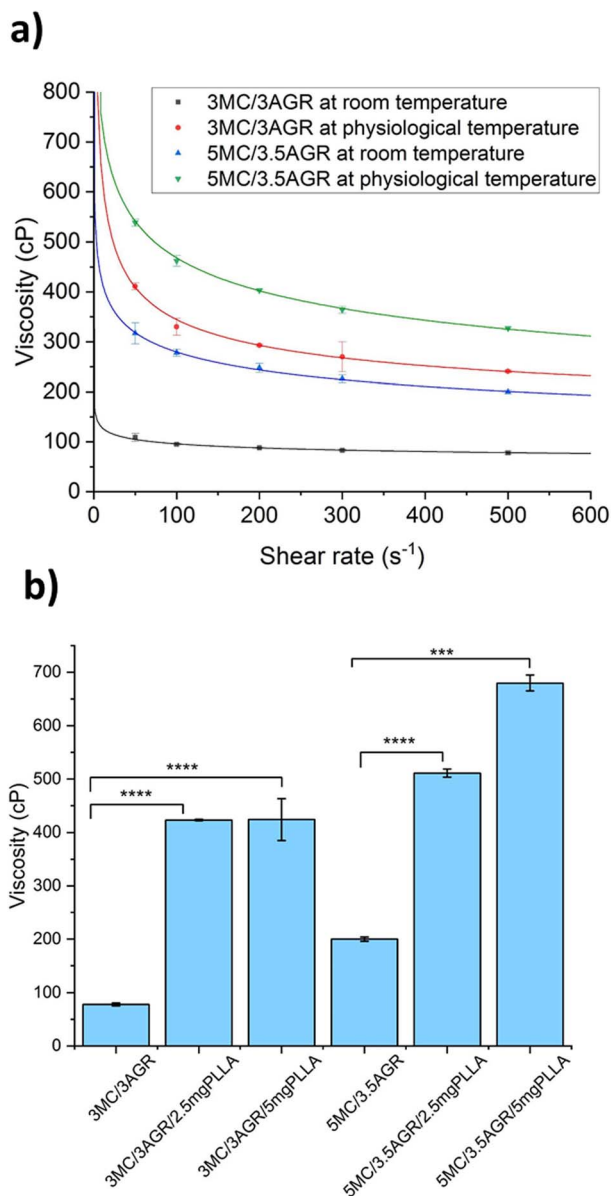 a)
800
700
600
500
400
300
200
100
0
Viscosity (cP)
3MC/3AGR at room temperature
3MC/3AGR at physiological temperature
5MC/3.5AGR at room temperature
5MC/3.5AGR at physiological temperature
0 100 200 300 400 500 600
Shear rate (s⁻¹)
b)
700
600
500
400
300
200
100
0
Viscosity (cP)
****
****
****
***
3MC/3AGR
3MC/3AGR/2.5mgPLLA
3MC/3AGR/5mgPLLA
5MC/3.5AGR
5MC/3.5AGR/2.5mgPLLA
5MC/3.5AGR/5mgPLLA